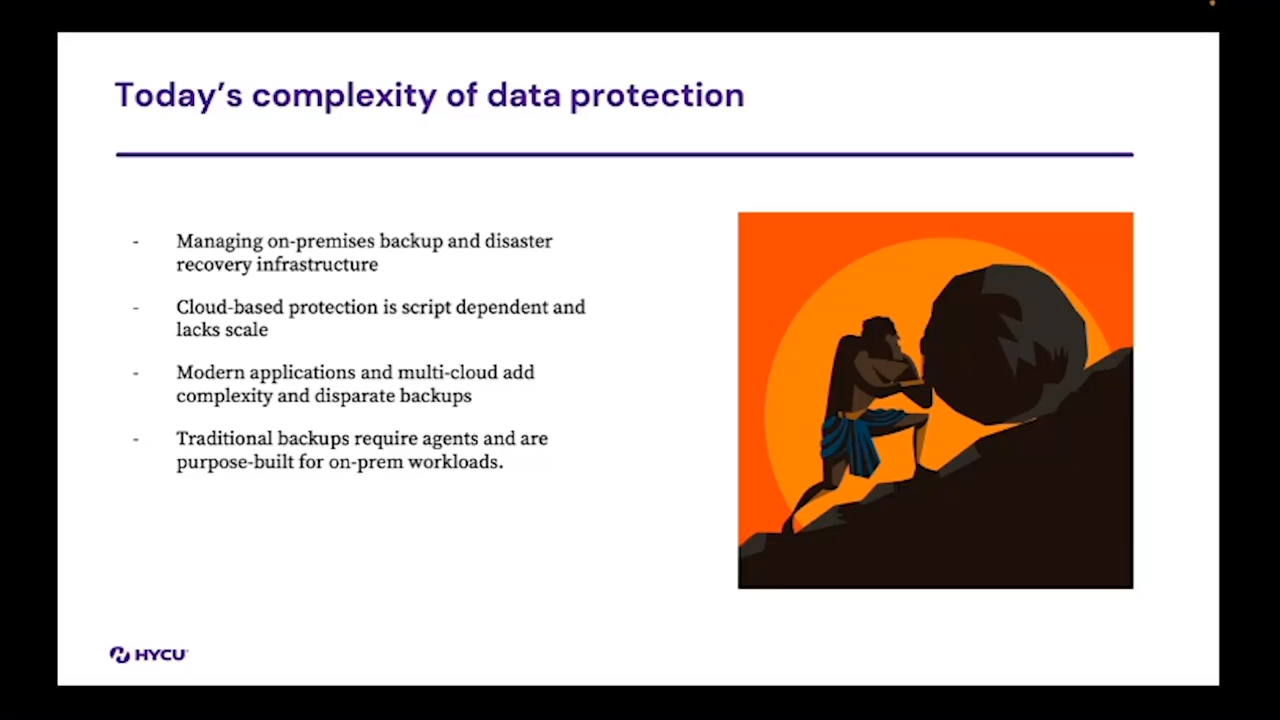 Today's complexity of data protection
- Managing on-premises backup and disaster
recovery infrastructure
- Cloud-based protection is script dependent and
lacks scale
- Modern applications and multi-cloud add
complexity and disparate backups
- Traditional backups require agents and are
purpose-built for on-prem workloads.
HYCU